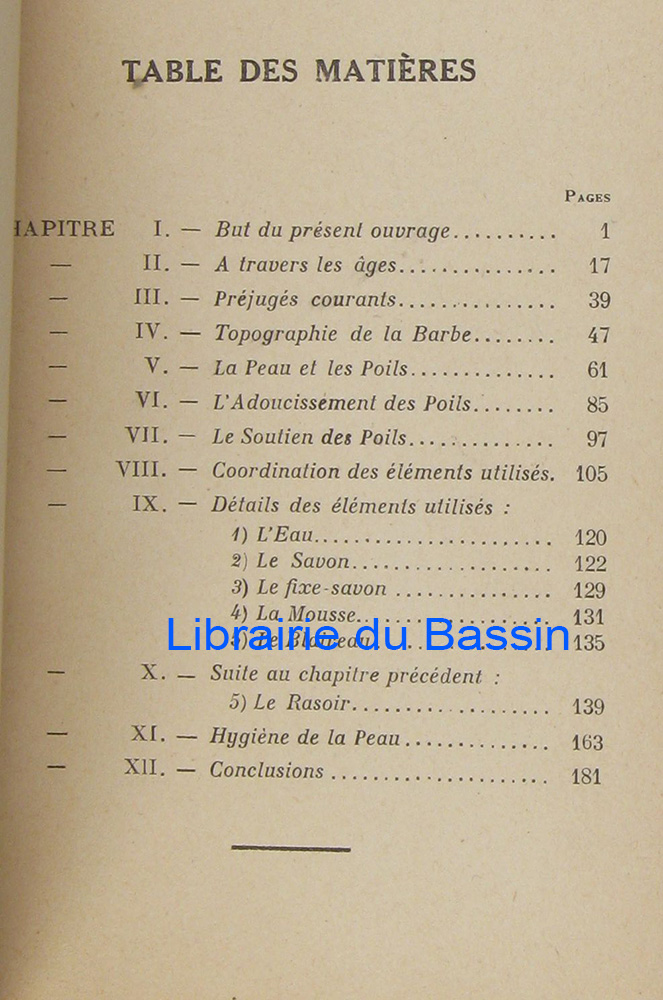 TABLE DES MATIÈRES
PAGES
HAPITRE I. — But du présent ouvrage.......... 1
— II. — A travers les âges............... 17
— III. — Préjugés courants............... 39
— IV. — Topographie de la Barbe........ 47
— V. — La Peau et les Poils.............. 61
— VI. — L'Adoucissement des Poils........ 85
— VII. — Le Soutien des Poils.............. 97
— VIII. — Coordination des éléments utilisés. 105
— IX. — Détails des éléments utilisés :
1) L'Eau....................... 120
2) Le Savon................... 122
3) Le fixe-savon ............... 129
4) La Mousse.................. 131
Librairie du Bassin
5) Le Blaireau................. 135
— X. — Suite au chapitre précédent :
5) Le Rasoir................... 139
— XI. — Hygiène de la Peau.............. 163
— XII. — Conclusions ..................... 181